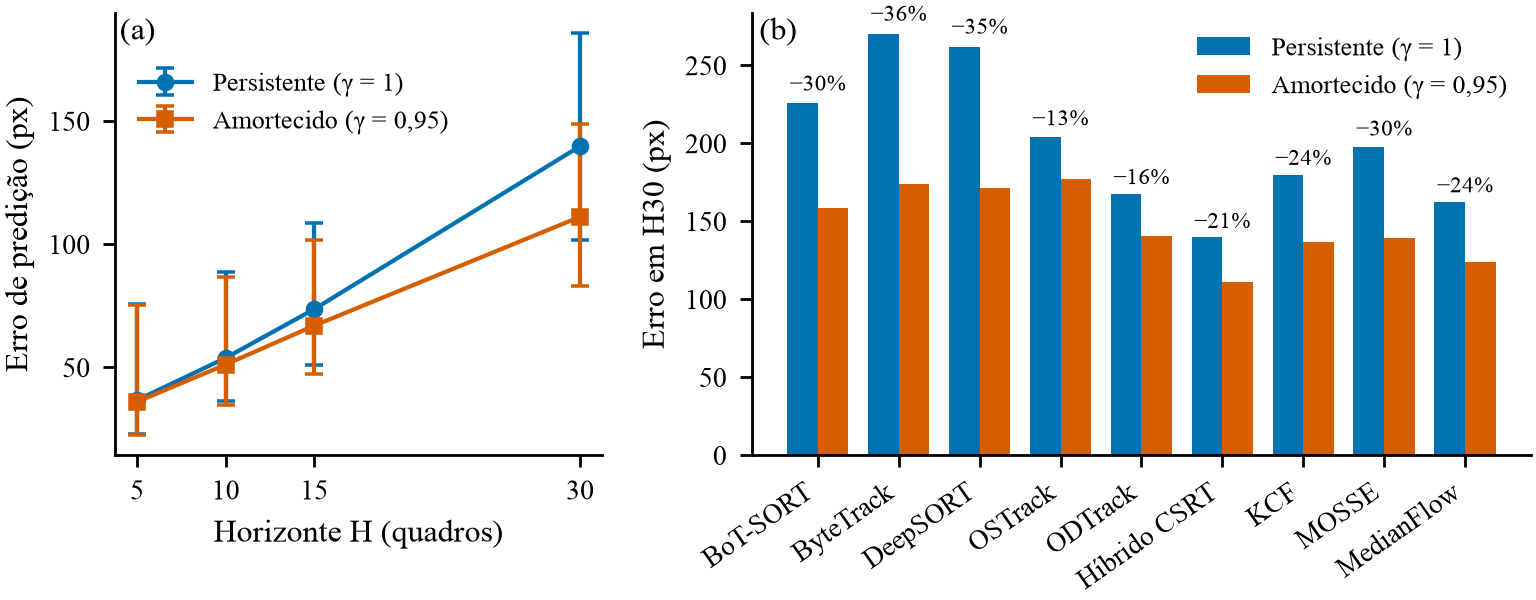 (a)
Persistente (γ = 1)
Amortecido (γ = 0,95)
Erro de predição (px)
150
100
50
5
10
15
30
Horizonte H (quadros)
(b)
Persistente (γ = 1)
Amortecido (γ = 0,95)
Erro em H30 (px)
250
200
150
100
50
0
−30%
−36%
−35%
−13%
−16%
−21%
−24%
−30%
−24%
BoT-SORT
ByteTrack
DeepSORT
OSTrack
ODTrack
Híbrido CSRT
KCF
MOSSE
MedianFlow